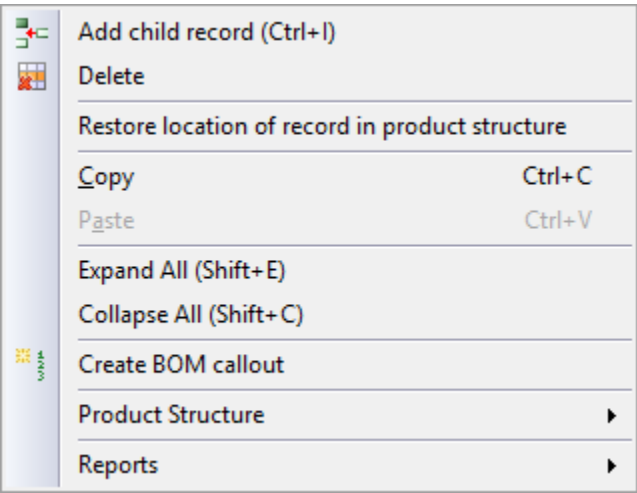 Add child record (Ctrl+I)
Delete
Restore location of record in product structure
Copy Ctrl+C
Paste Ctrl+V
Expand All (Shift+E)
Collapse All (Shift+C)
Create BOM callout
Product Structure
Reports